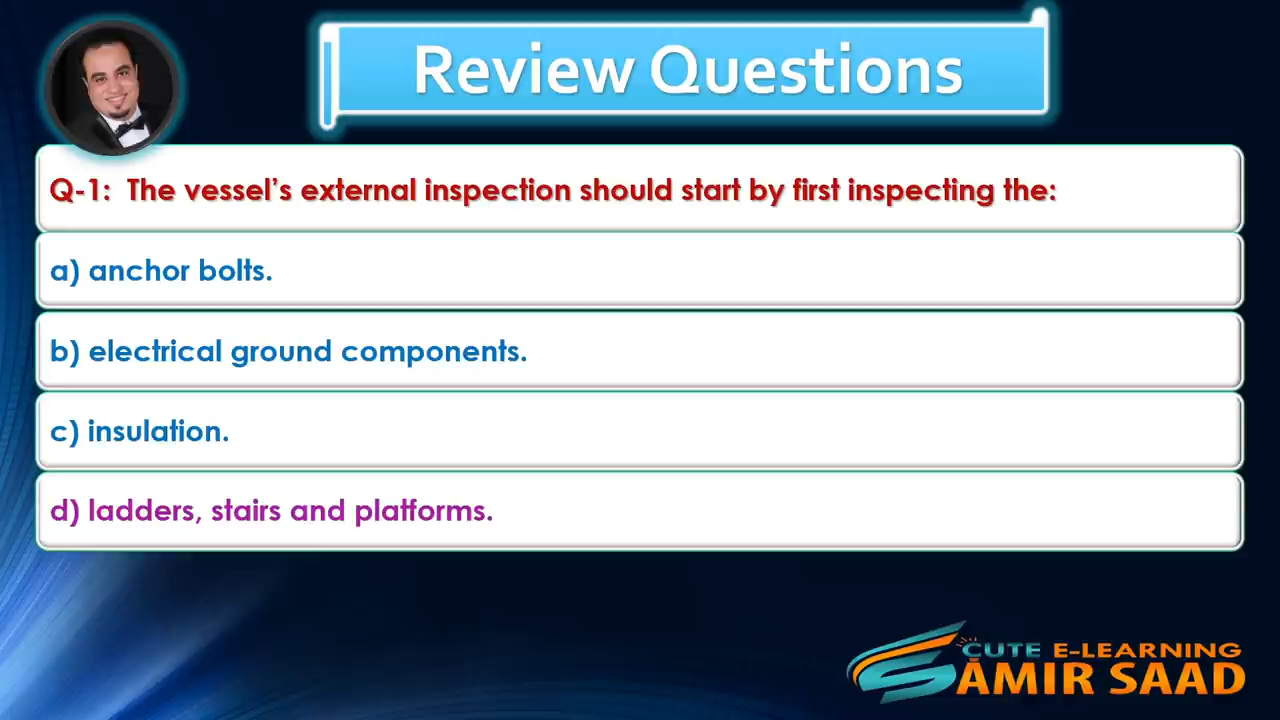 Review Questions
Q-1: The vessel's external inspection should start by first inspecting the:
a) anchor bolts.
b) electrical ground components.
c) insulation.
d) ladders, stairs and platforms.
CUTE E-LEARNING
AMIR SAAD